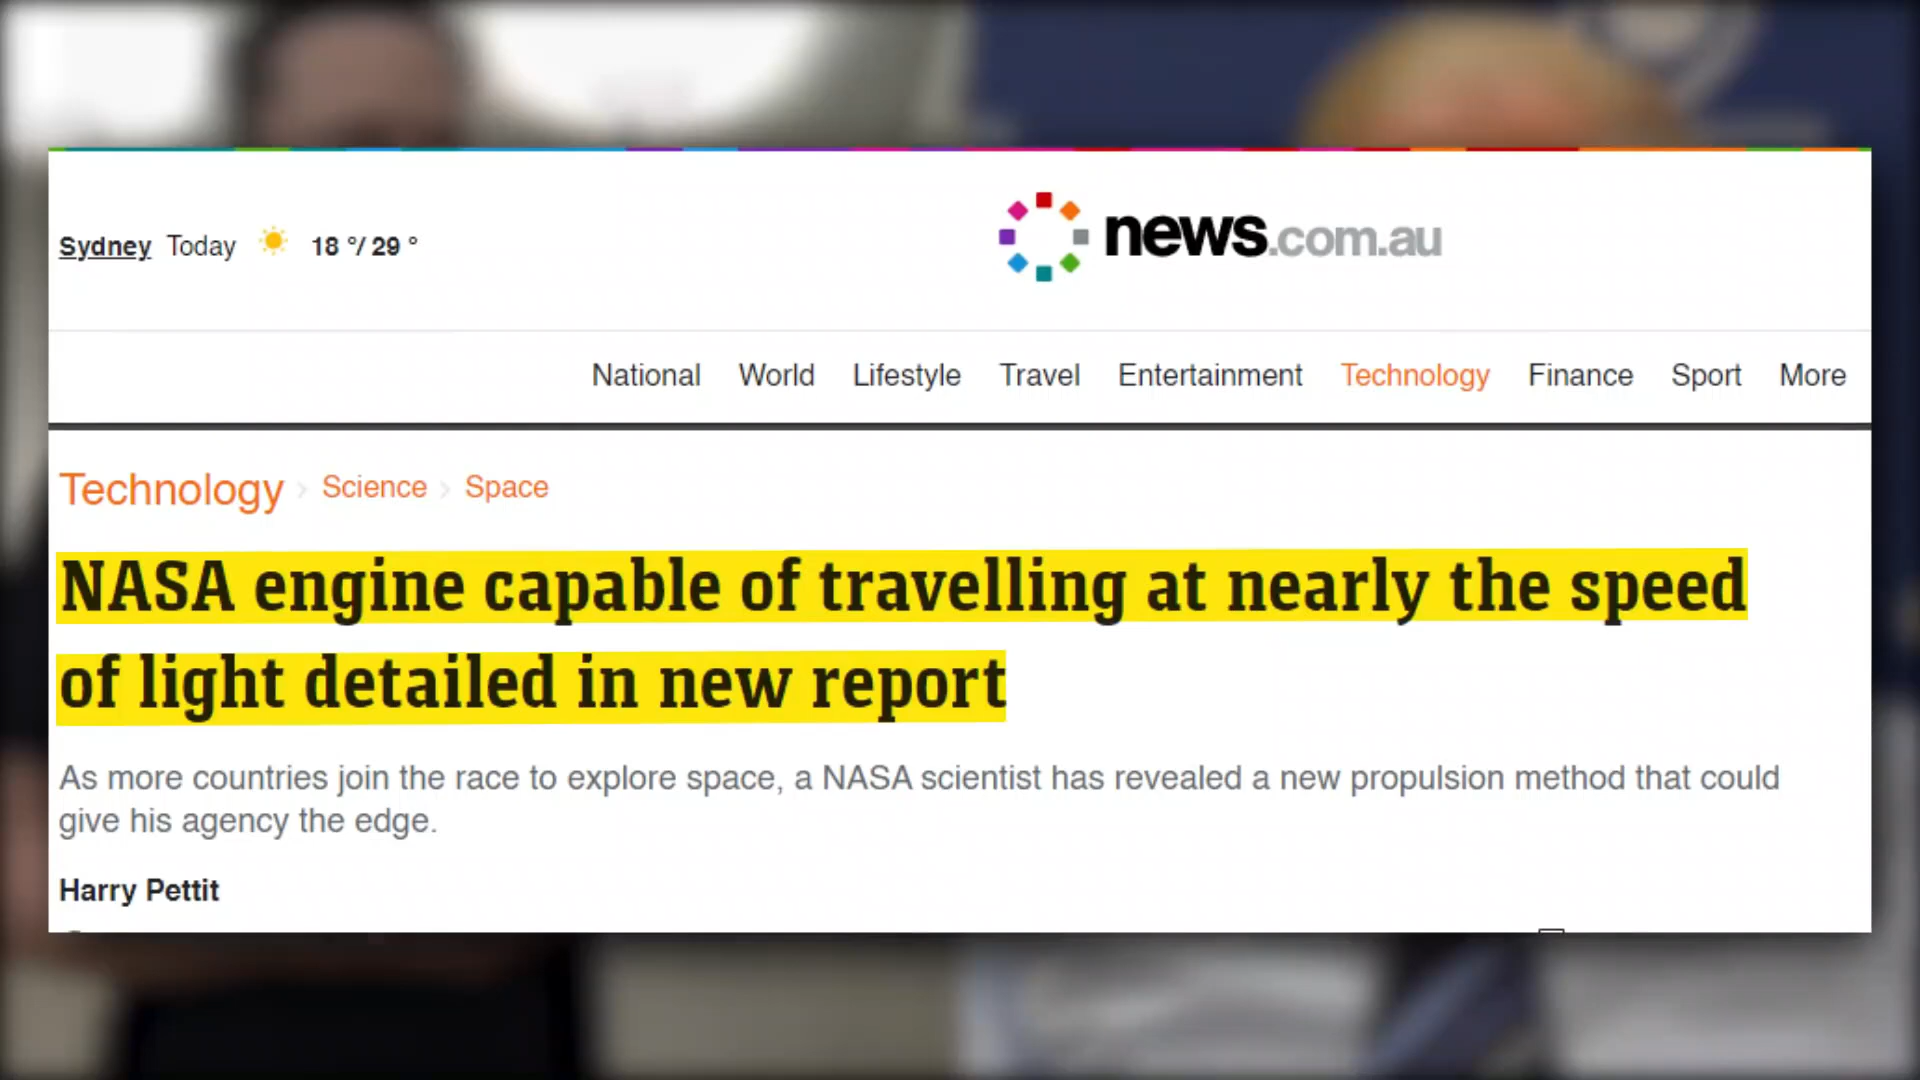 Sydney Today 18 °/ 29 °
news.com.au
National World Lifestyle Travel Entertainment Technology Finance Sport More
Technology > Science > Space
NASA engine capable of travelling at nearly the speed
of light detailed in new report
As more countries join the race to explore space, a NASA scientist has revealed a new propulsion method that could
give his agency the edge.
Harry Pettit